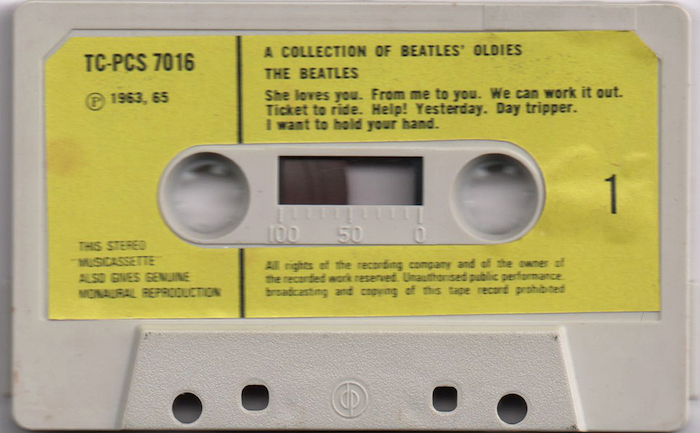 TC-PCS 7016
℗ 1963, 65
A COLLECTION OF BEATLES' OLDIES
THE BEATLES
She loves you. From me to you. We can work it out.
Ticket to ride. Help! Yesterday. Day tripper.
I want to hold your hand.
100 50 0
1
THIS STEREO
"MUSICASSETTE"
ALSO GIVES GENUINE
MONAURAL REPRODUCTION
All rights of the recording company and of the owner of
the recorded work reserved. Unauthorised public performance,
broadcasting and copying of this tape record prohibited